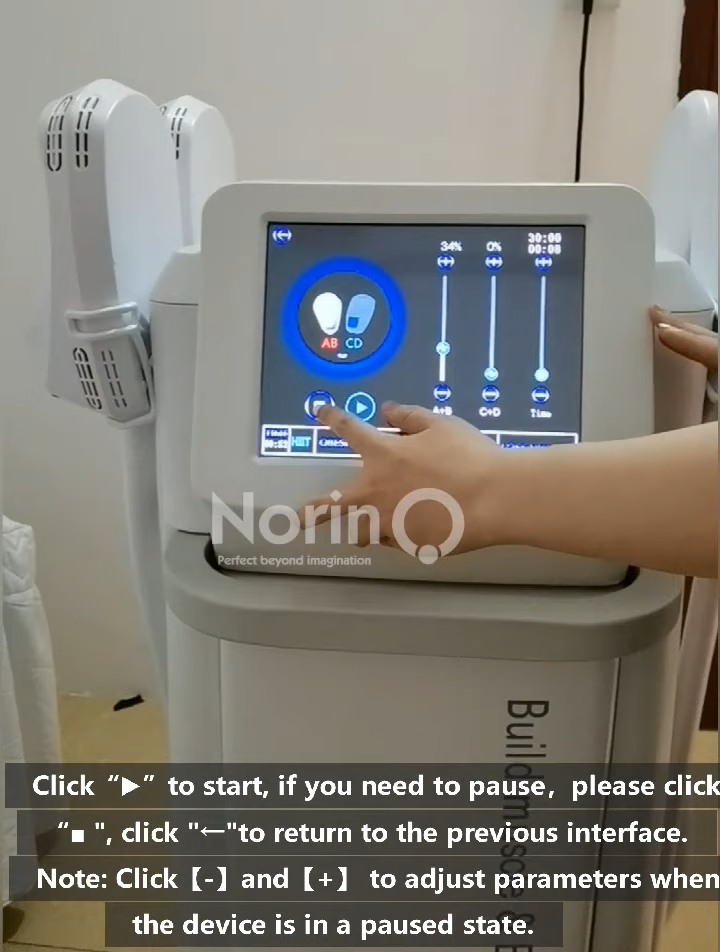 34% 0% 30:00
00:08
AB CD
A+B C+D Time
HIIT
NorinQ
Perfect beyond imagination
Build m
Click “▶” to start, if you need to pause, please click
“■ ", click "←"to return to the previous interface.
Note: Click【-】and【+】 to adjust parameters when
the device is in a paused state.